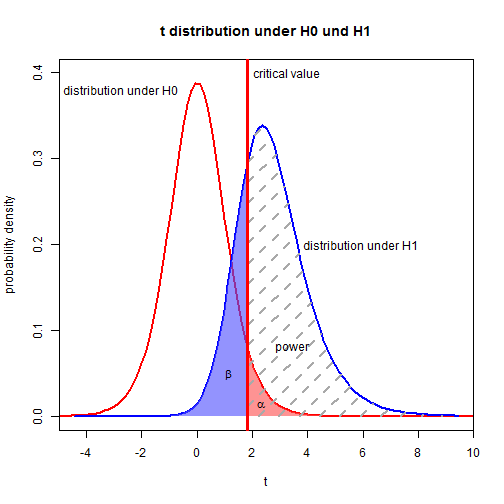 t distribution under H0 und H1
critical value
distribution under H0
distribution under H1
power
β
α
probability density
0.4
0.3
0.2
0.1
0.0
-4 -2 0 2 4 6 8 10
t